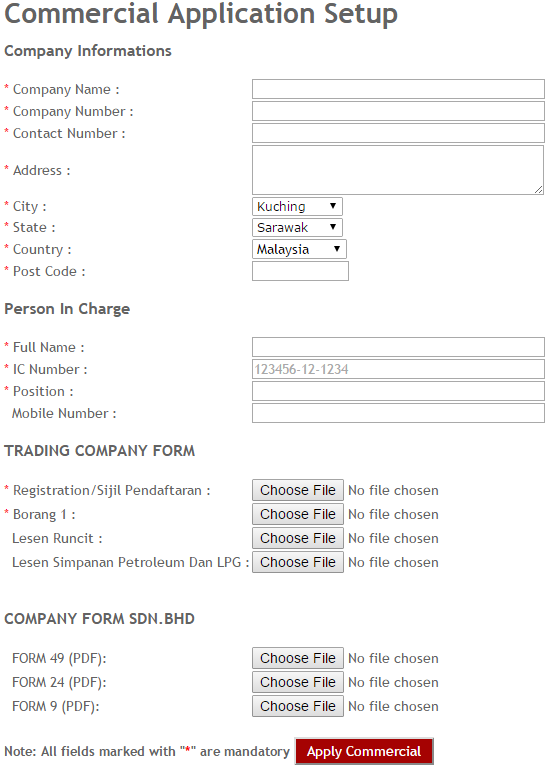 Commercial Application Setup
Company Informations
* Company Name :
* Company Number :
* Contact Number :
* Address :
* City : Kuching
* State : Sarawak
* Country : Malaysia
* Post Code :
Person In Charge
* Full Name :
* IC Number : 123456-12-1234
* Position :
Mobile Number :
TRADING COMPANY FORM
* Registration/Sijil Pendaftaran : Choose File No file chosen
* Borang 1 : Choose File No file chosen
Lesen Runcit : Choose File No file chosen
Lesen Simpanan Petroleum Dan LPG : Choose File No file chosen
COMPANY FORM SDN.BHD
FORM 49 (PDF): Choose File No file chosen
FORM 24 (PDF): Choose File No file chosen
FORM 9 (PDF): Choose File No file chosen
Note: All fields marked with "*" are mandatory Apply Commercial